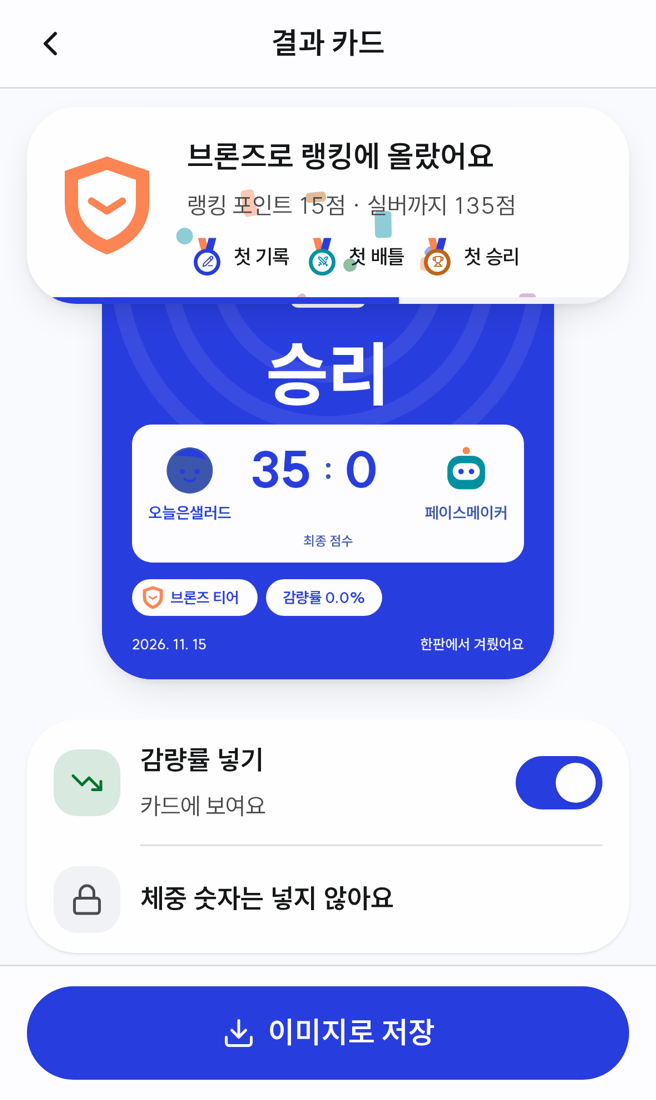 결과 카드
브론즈로 랭킹에 올랐어요
랭킹 포인트 15점 · 실버까지 135점
첫 기록 첫 배틀 첫 승리
승리
35 : 0
오늘은샐러드 페이스메이커
최종 점수
브론즈 티어 감량률 0.0%
2026. 11. 15 한판에서 겨뤘어요
감량률 넣기
카드에 보여요
체중 숫자는 넣지 않아요
이미지로 저장